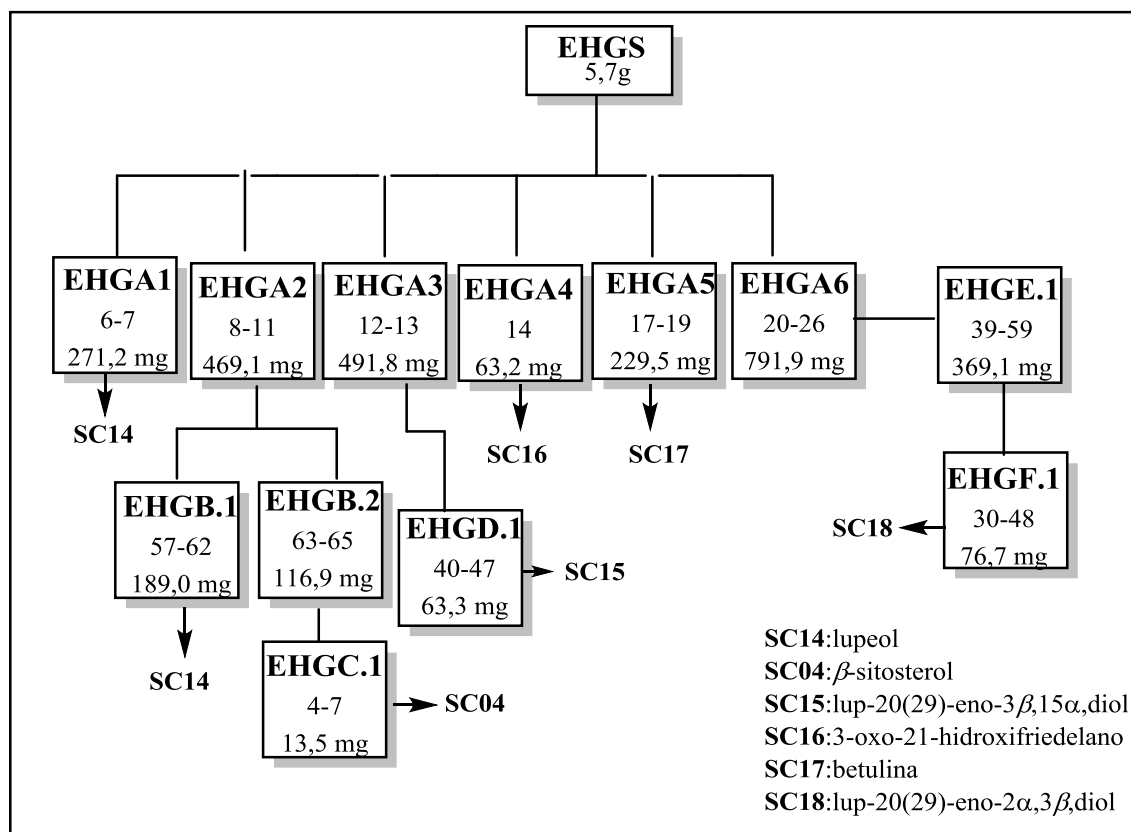 EHGS
5,7g
EHGA1
6-7
271,2 mg
SC14
EHGA2
8-11
469,1 mg
EHGA3
12-13
491,8 mg
EHGA4
14
63,2 mg
SC16
EHGA5
17-19
229,5 mg
SC17
EHGA6
20-26
791,9 mg
EHGE.1
39-59
369,1 mg
EHGB.1
57-62
189,0 mg
SC14
EHGB.2
63-65
116,9 mg
EHGD.1
40-47
63,3 mg
SC15
EHGF.1
30-48
76,7 mg
SC18
EHGC.1
4-7
13,5 mg
SC04
SC14:lupeol
SC04:β-sitosterol
SC15:lup-20(29)-eno-3β,15α,diol
SC16:3-oxo-21-hidroxifriedelano
SC17:betulina
SC18:lup-20(29)-eno-2α,3β,diol